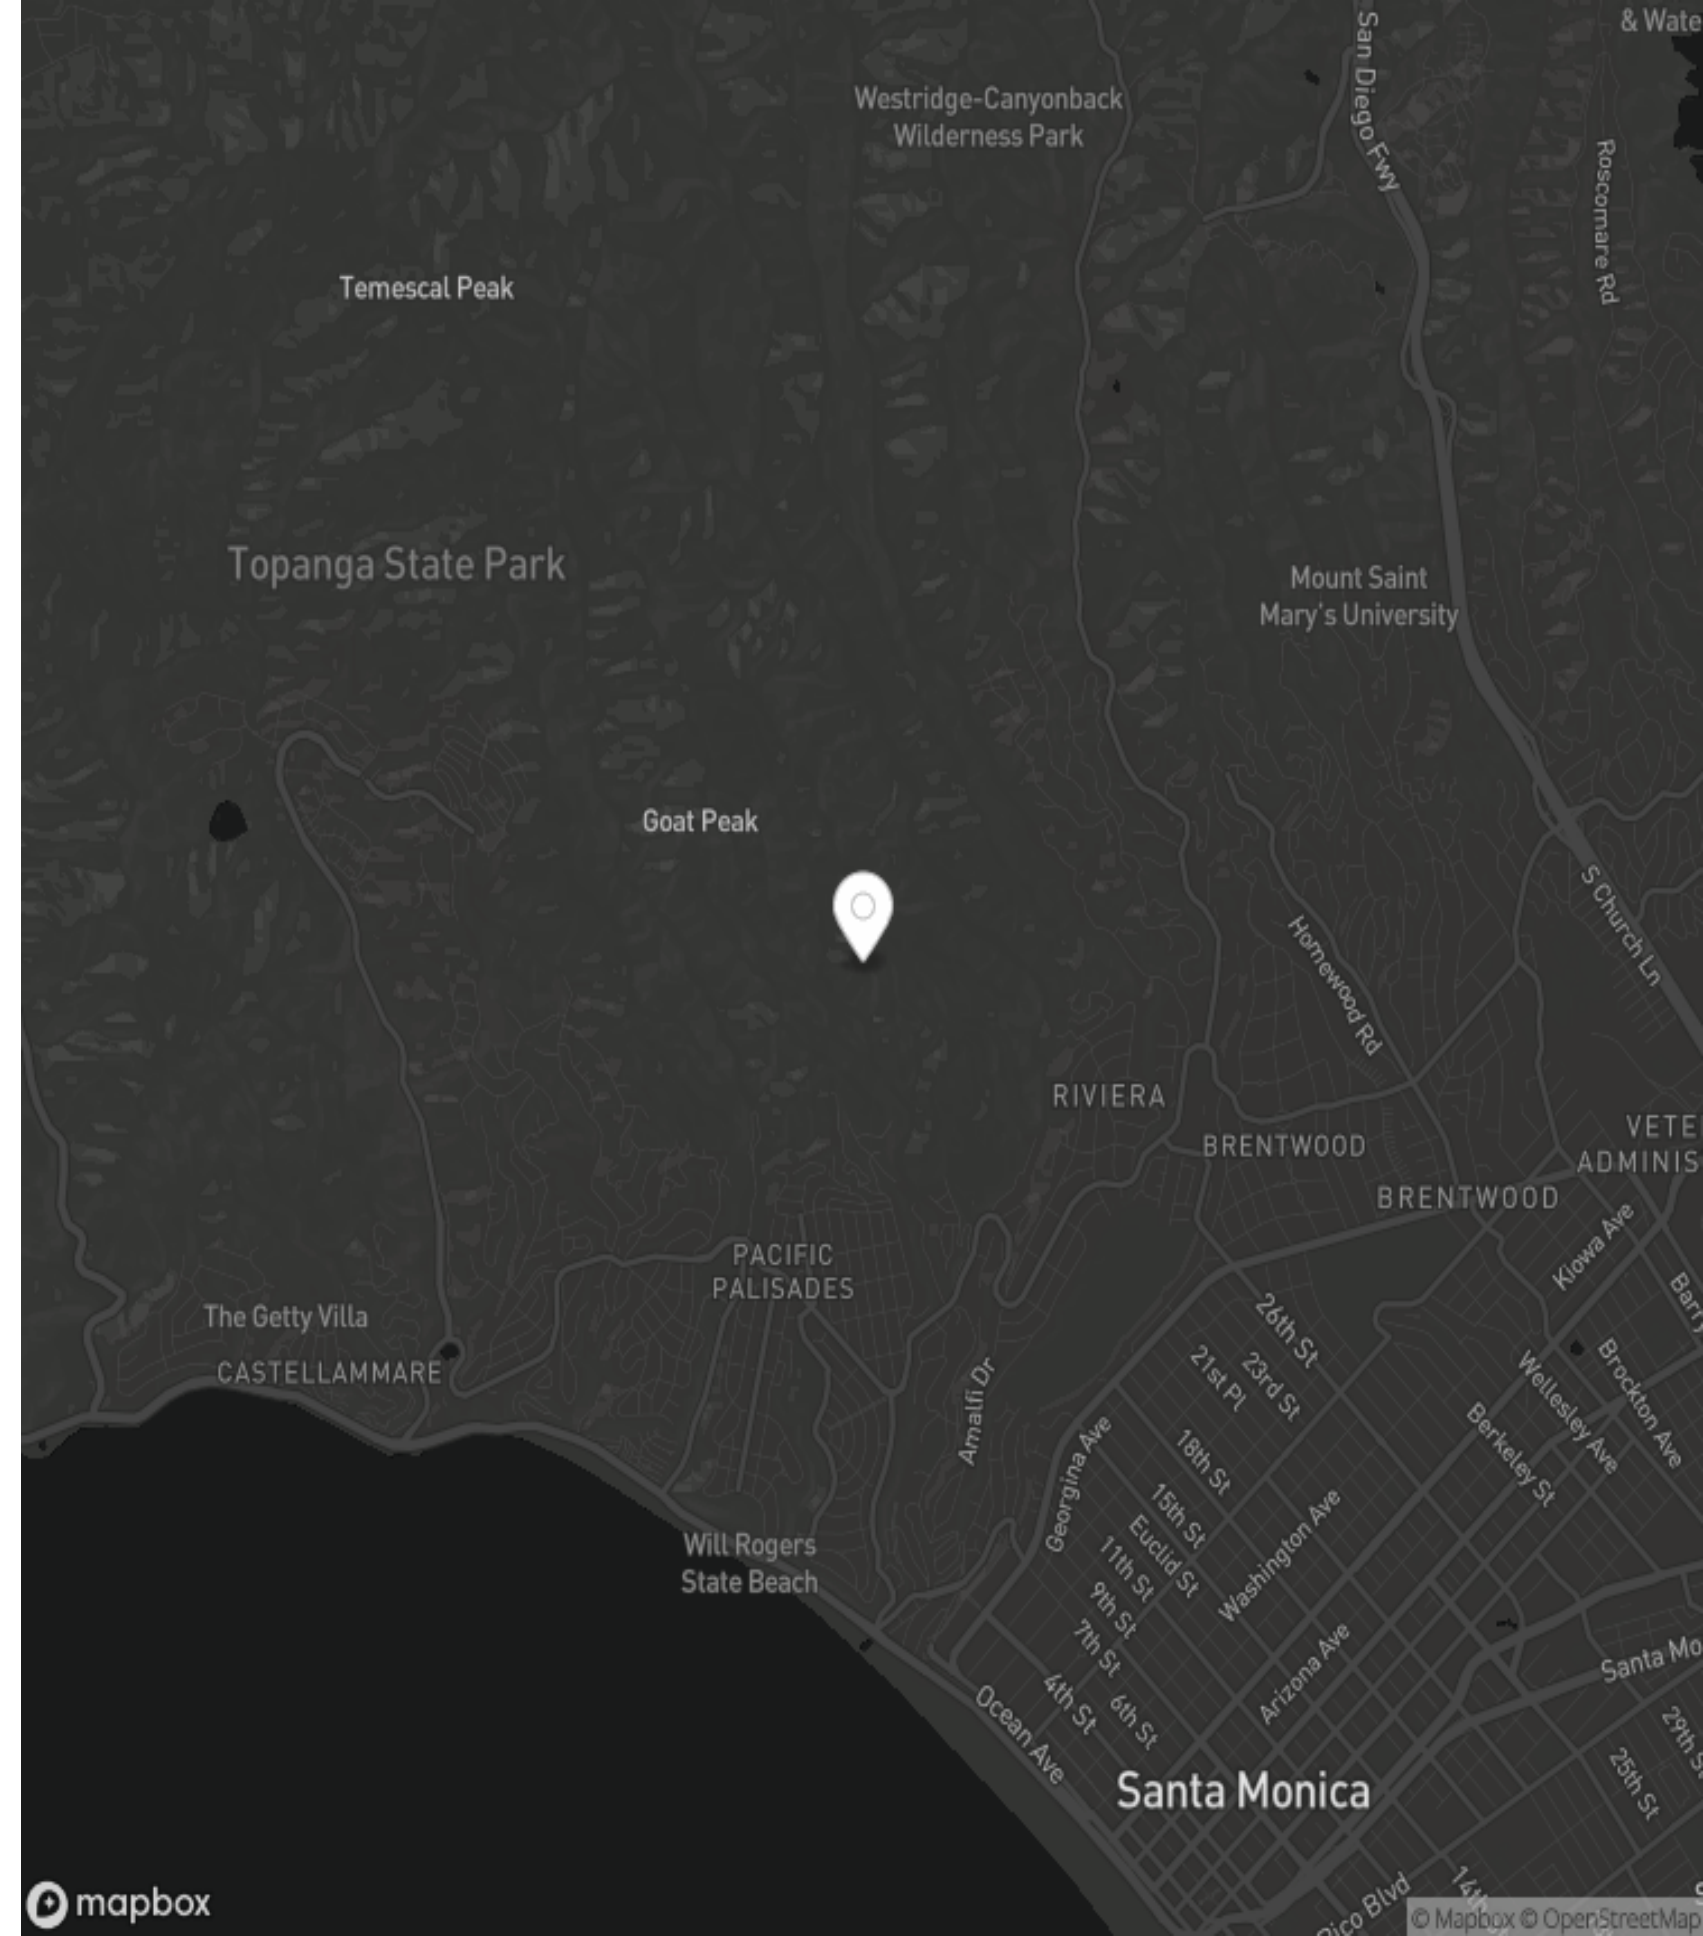 & Wate
San Diego Fwy
Westridge-Canyonback
Wilderness Park
Roscomare Rd
Temescal Peak
Topanga State Park
Mount Saint
Mary's University
Goat Peak
S Church Ln
Homewood Rd
RIVIERA
BRENTWOOD
VETE
ADMINIS
BRENTWOOD
Kiowa Ave
PACIFIC
PALISADES
The Getty Villa
CASTELLAMMARE
26th St
Barry
23rd St
21st Pl
Wellesley Ave
Brockton Ave
Amalfi Dr
Georgina Ave
Berkeley St
18th St
15th St
Euclid St
Washington Ave
11th St
Will Rogers
State Beach
9th St
7th St
Arizona Ave
Santa Mo
4th St
6th St
Ocean Ave
29th S
25th St
Santa Monica
mapbox
Pico Blvd
14th
© Mapbox © OpenStreetMap